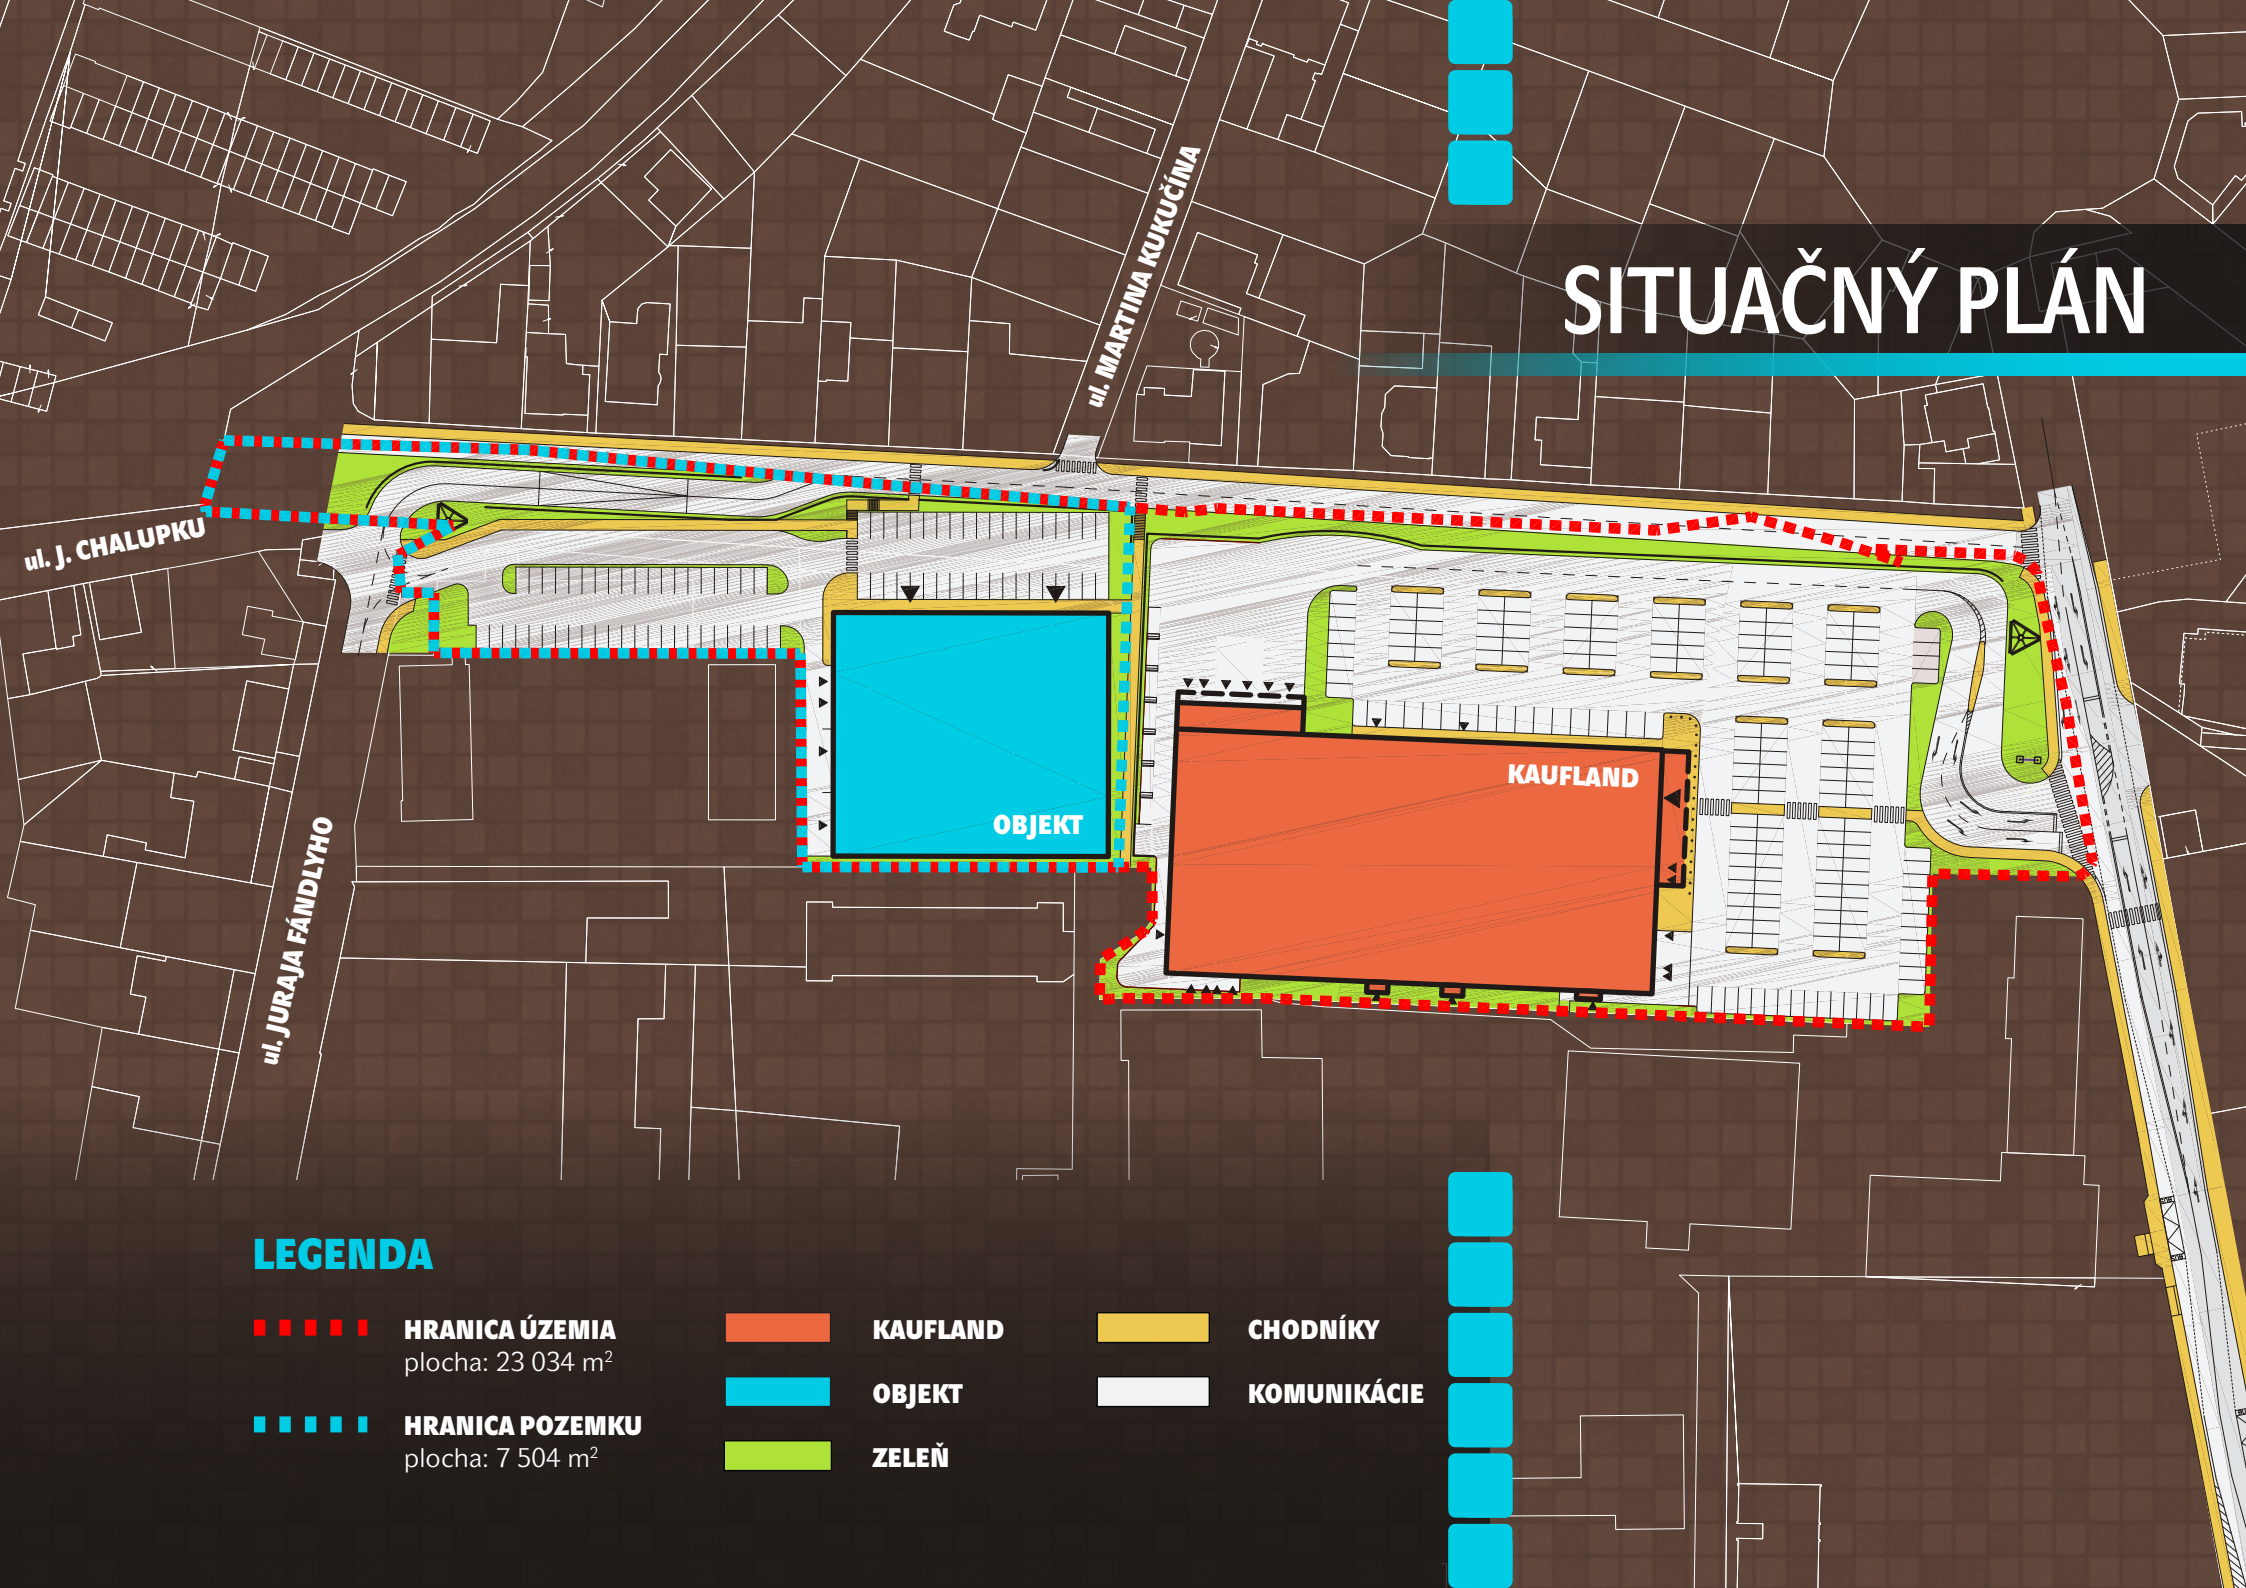 SITUAČNÝ PLÁN
ul. MARTINA KUKUČÍNA
ul. J. CHALUPKU
ul. JURAJA FÁNDLYHO
KAUFLAND
OBJEKT
LEGENDA
HRANICA ÚZEMIA
plocha: 23 034 m²
HRANICA POZEMKU
plocha: 7 504 m²
KAUFLAND
OBJEKT
ZELEŇ
CHODNÍKY
KOMUNIKÁCIE